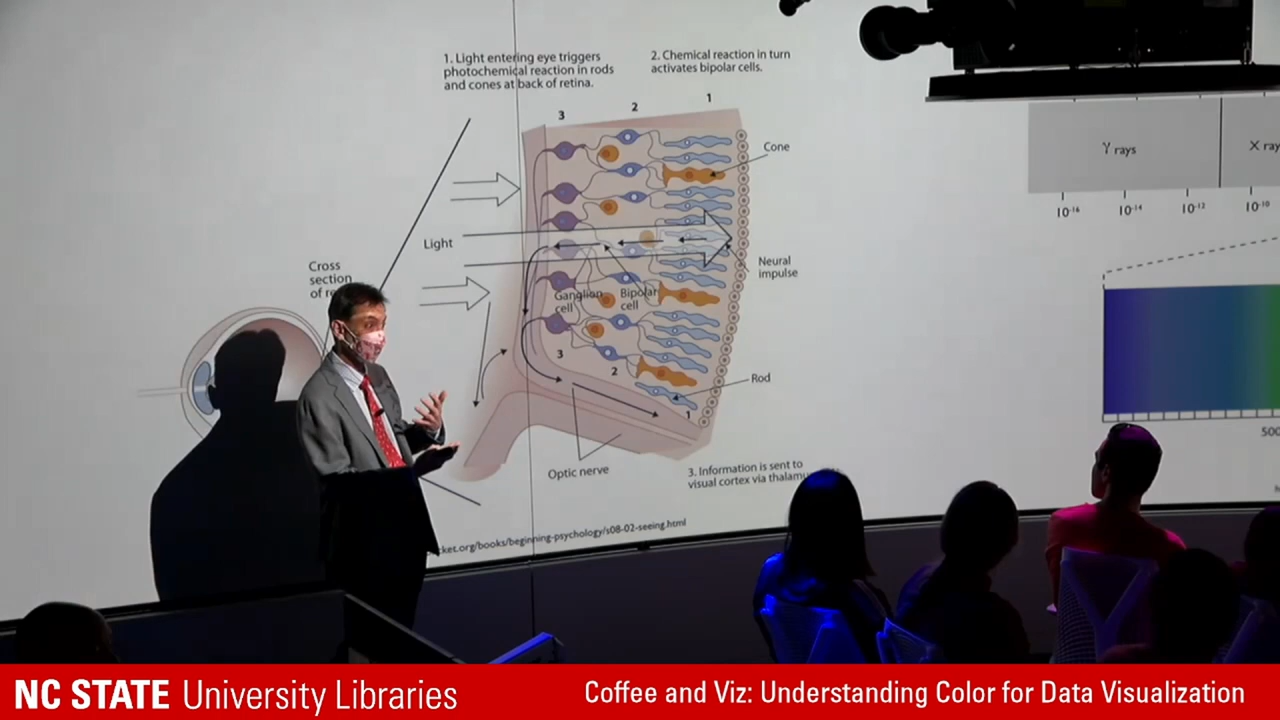 1. Light entering eye triggers
photochemical reaction in rods
and cones at back of retina.
2. Chemical reaction in turn
activates bipolar cells.
3
2
1
Cone
Light
Neural
impulse
Cross
section
of
Ganglion
cell
Bipolar
cell
3
2
1
Rod
Optic nerve
3. Information is sent to
visual cortex via
ket.org/books/beginning-psychology/s08-02-seeing.html
γ rays
X
10⁻¹⁶
10⁻¹⁴
10⁻¹²
10⁻¹⁰
500
NC STATE University Libraries
Coffee and Viz: Understanding Color for Data Visualization